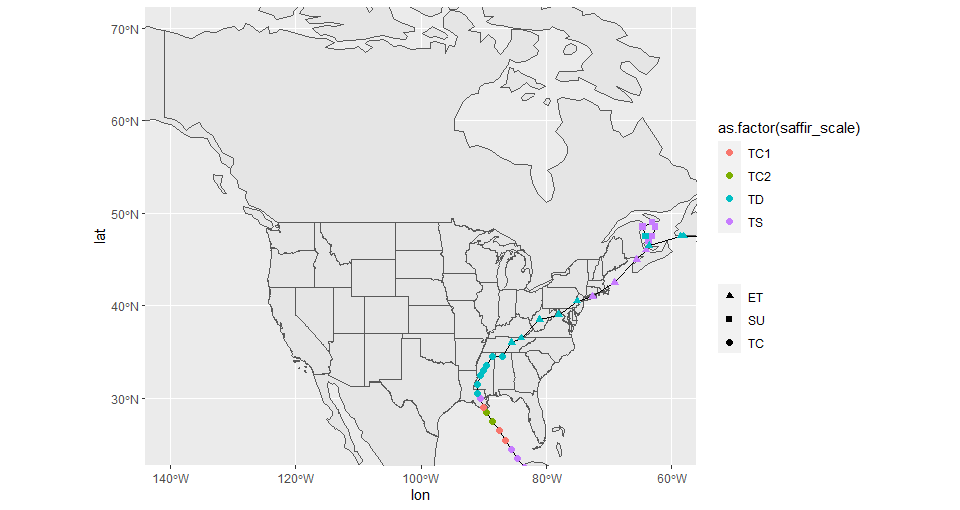 70°N
60°N
50°N
40°N
30°N
lat
140°W
120°W
100°W
80°W
60°W
lon
as.factor(saffir_scale)
TC1
TC2
TD
TS
ET
SU
TC